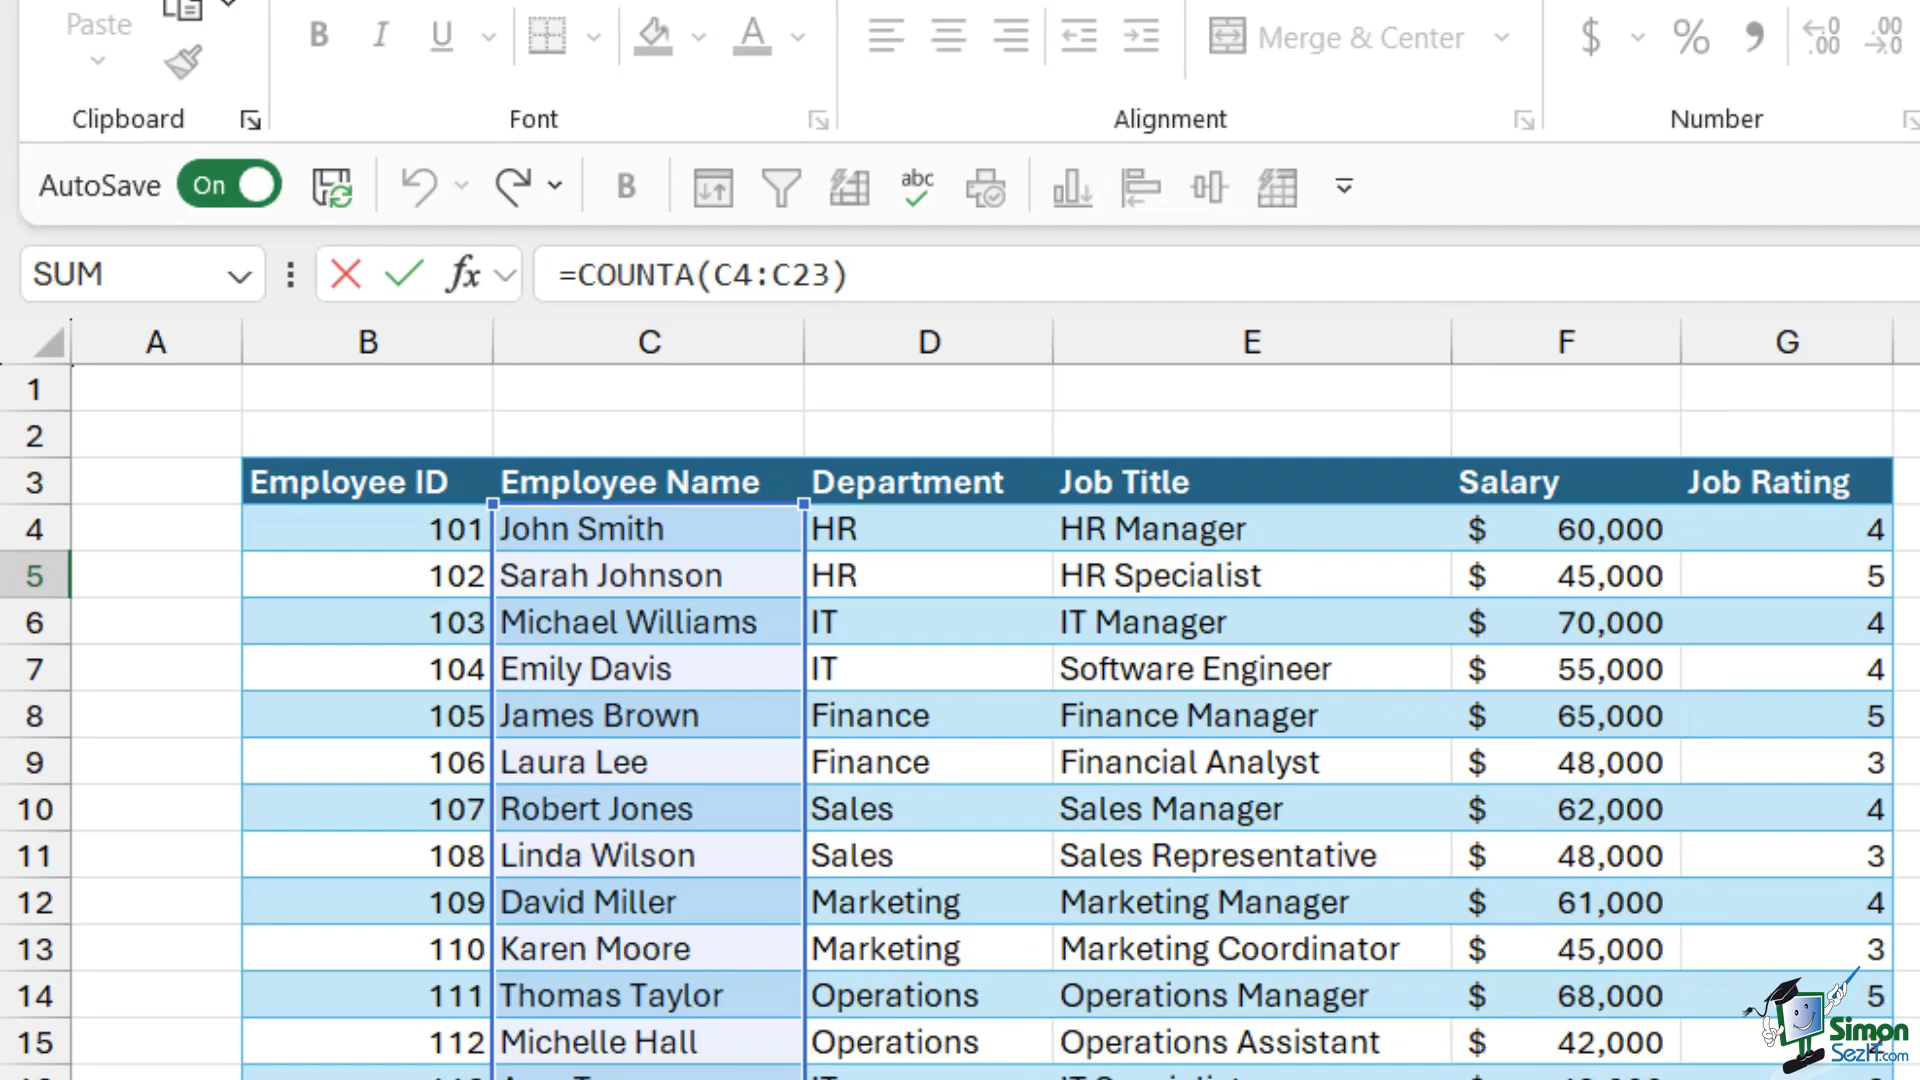 Paste
B I U A
Merge & Center
$ % , ←0 .00 .00 →0
Clipboard Font Alignment Number
AutoSave On B abc
SUM fx =COUNTA(C4:C23)
A B C D E F G
1
2
3 Employee ID Employee Name Department Job Title Salary Job Rating
4 101 John Smith HR HR Manager $ 60,000 4
5 102 Sarah Johnson HR HR Specialist $ 45,000 5
6 103 Michael Williams IT IT Manager $ 70,000 4
7 104 Emily Davis IT Software Engineer $ 55,000 4
8 105 James Brown Finance Finance Manager $ 65,000 5
9 106 Laura Lee Finance Financial Analyst $ 48,000 3
10 107 Robert Jones Sales Sales Manager $ 62,000 4
11 108 Linda Wilson Sales Sales Representative $ 48,000 3
12 109 David Miller Marketing Marketing Manager $ 61,000 4
13 110 Karen Moore Marketing Marketing Coordinator $ 45,000 3
14 111 Thomas Taylor Operations Operations Manager $ 68,000 5
15 112 Michelle Hall Operations Operations Assistant $ 42,000
Simon
SezIT.com